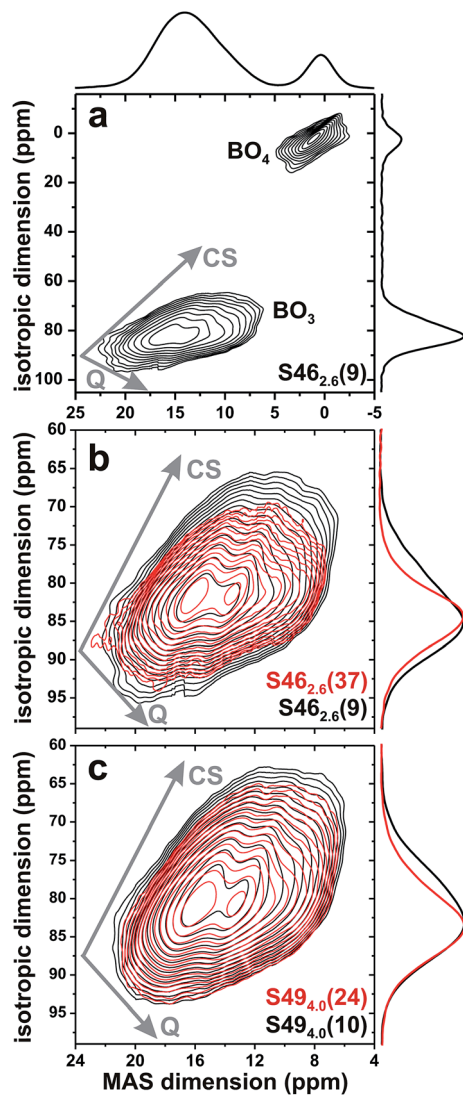 a
isotropic dimension (ppm)
0
20
40
60
80
100
BO4
BO3
CS
Q
S462.6(9)
25 20 15 10 5 0 -5
b
isotropic dimension (ppm)
60
65
70
75
80
85
90
95
CS
Q
S462.6(37)
S462.6(9)
c
isotropic dimension (ppm)
60
65
70
75
80
85
90
95
CS
Q
S494.0(24)
S494.0(10)
24 20 16 12 8 4
MAS dimension (ppm)